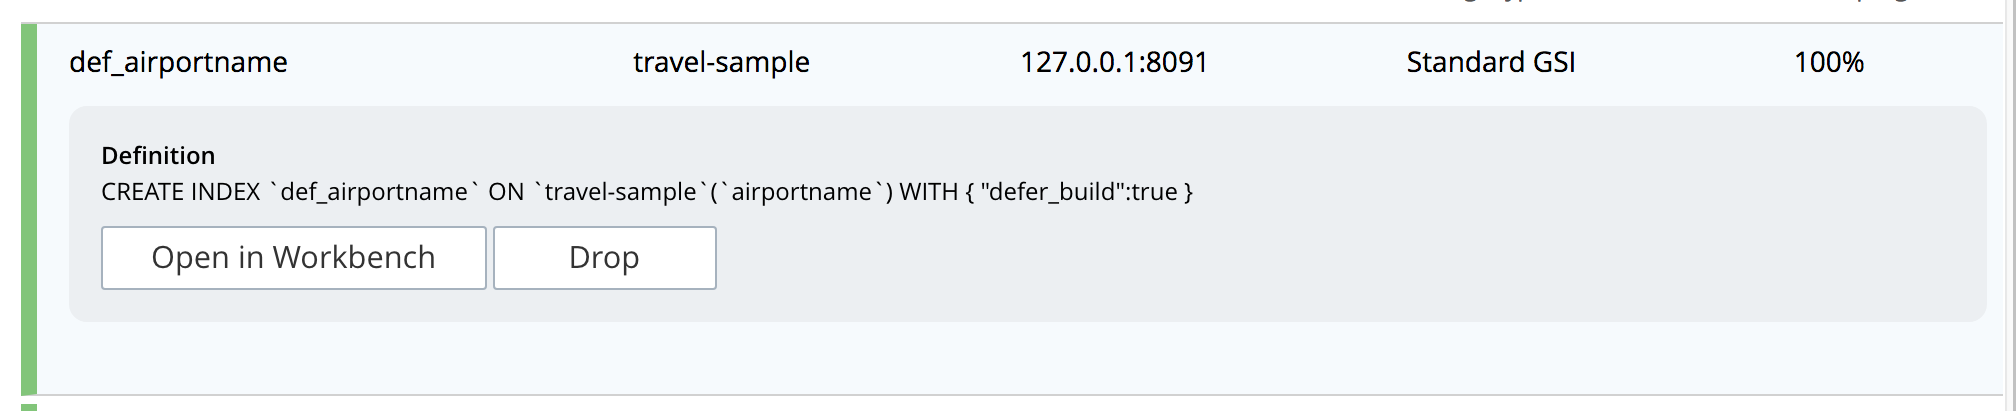 def_airportname travel-sample 127.0.0.1:8091 Standard GSI 100%
Definition
CREATE INDEX `def_airportname` ON `travel-sample`(`airportname`) WITH { "defer_build":true }
Open in Workbench Drop